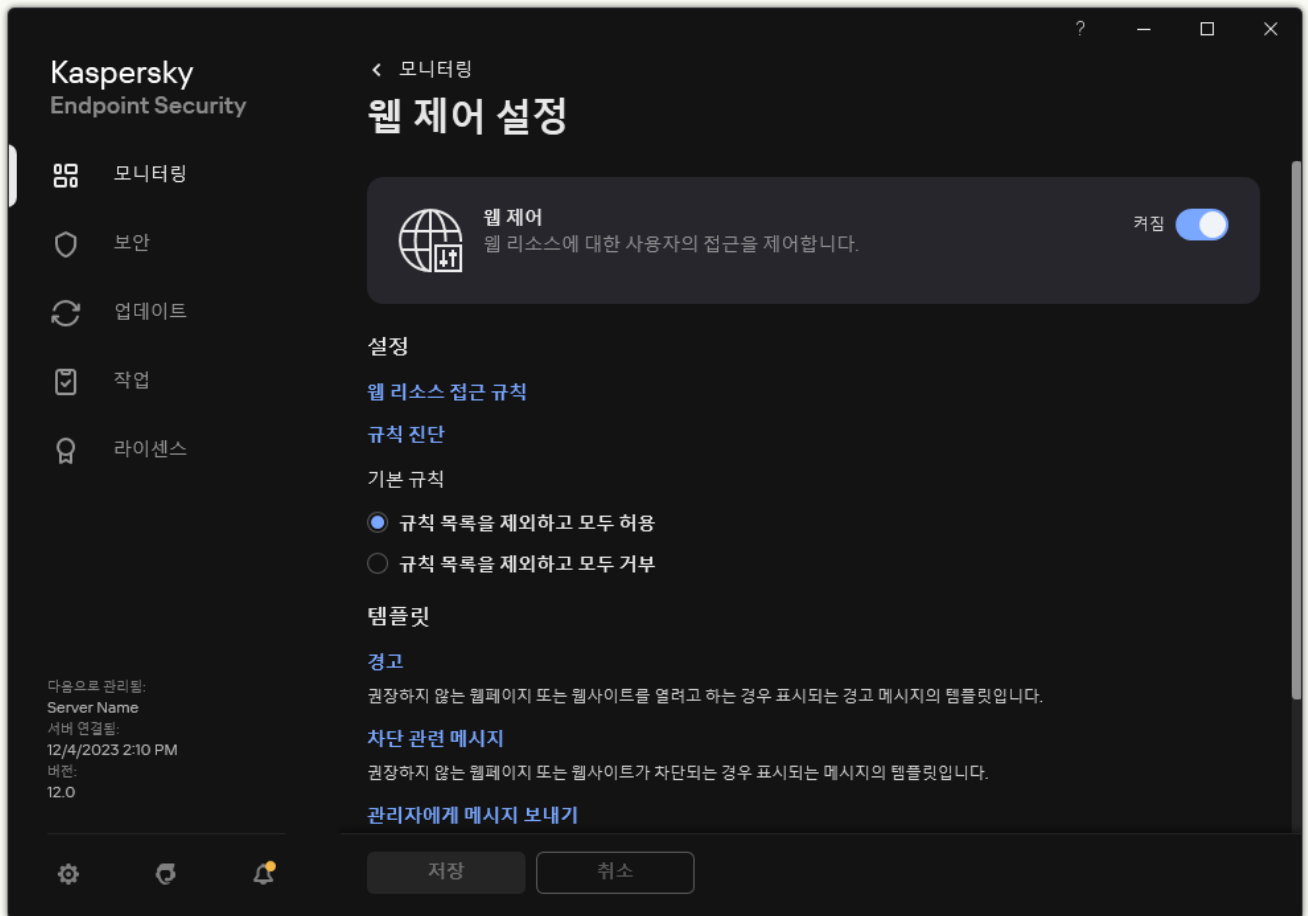 ?
Kaspersky
Endpoint Security
모니터링
보안
업데이트
작업
라이센스
다음으로 관리됨:
Server Name
서버 연결됨:
12/4/2023 2:10 PM
버전:
12.0
모니터링
웹 제어 설정
웹 제어
웹 리소스에 대한 사용자의 접근을 제어합니다.
켜짐
설정
웹 리소스 접근 규칙
규칙 진단
기본 규칙
규칙 목록을 제외하고 모두 허용
규칙 목록을 제외하고 모두 거부
템플릿
경고
권장하지 않는 웹페이지 또는 웹사이트를 열려고 하는 경우 표시되는 경고 메시지의 템플릿입니다.
차단 관련 메시지
권장하지 않는 웹페이지 또는 웹사이트가 차단되는 경우 표시되는 메시지의 템플릿입니다.
관리자에게 메시지 보내기
저장
취소